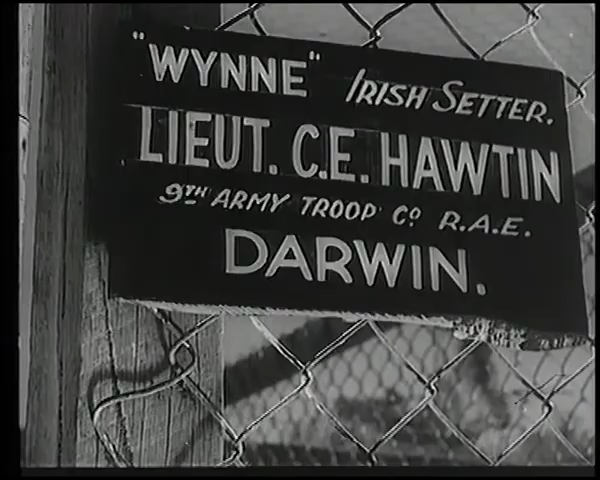 "WYNNE" IRISH SETTER.
LIEUT. C.E. HAWTIN
9TH ARMY TROOP Co R.A.E.
DARWIN.